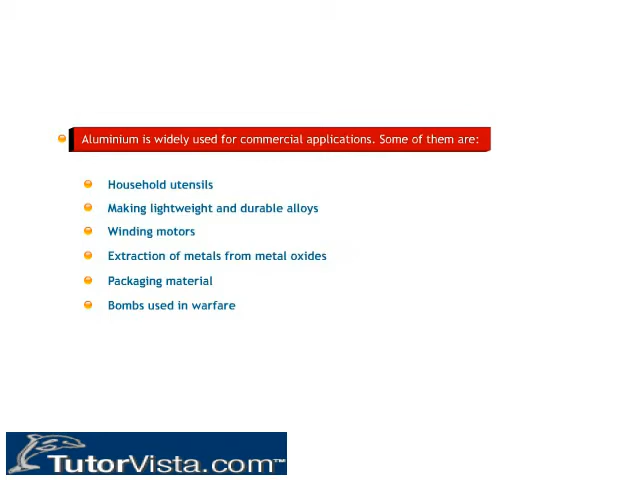 Aluminium is widely used for commercial applications. Some of them are:
Household utensils
Making lightweight and durable alloys
Winding motors
Extraction of metals from metal oxides
Packaging material
Bombs used in warfare
TutorVista.com™